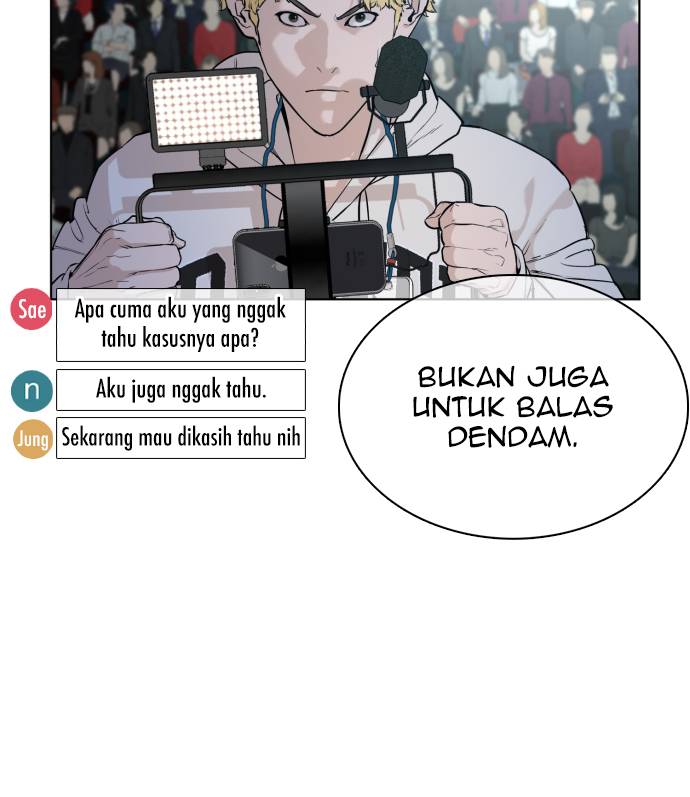 Sae
Apa cuma aku yang nggak
tahu kasusnya apa?
n
Aku juga nggak tahu.
Jung
Sekarang mau dikasih tahu nih
BUKAN JUGA
UNTUK BALAS
DENDAM.